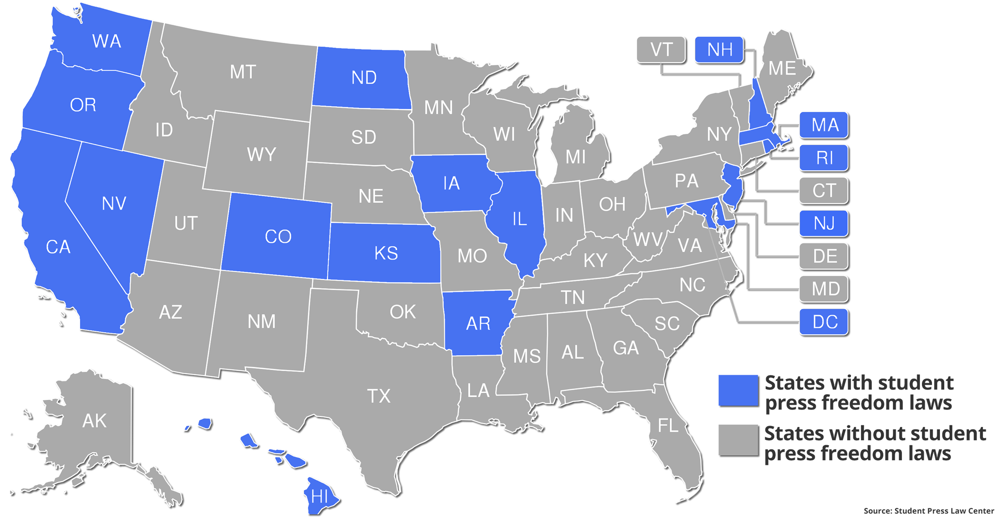 WA
MT
ND
VT
NH
ME
OR
ID
MN
MA
WY
SD
WI
NY
MI
RI
NV
NE
IA
PA
CT
UT
CO
IL
IN
OH
NJ
CA
KS
MO
WV
VA
DE
KY
AZ
NM
OK
AR
TN
NC
MD
SC
DC
MS
AL
GA
TX
LA
AK
FL
HI
States with student
press freedom laws
States without student
press freedom laws
Source: Student Press Law Center